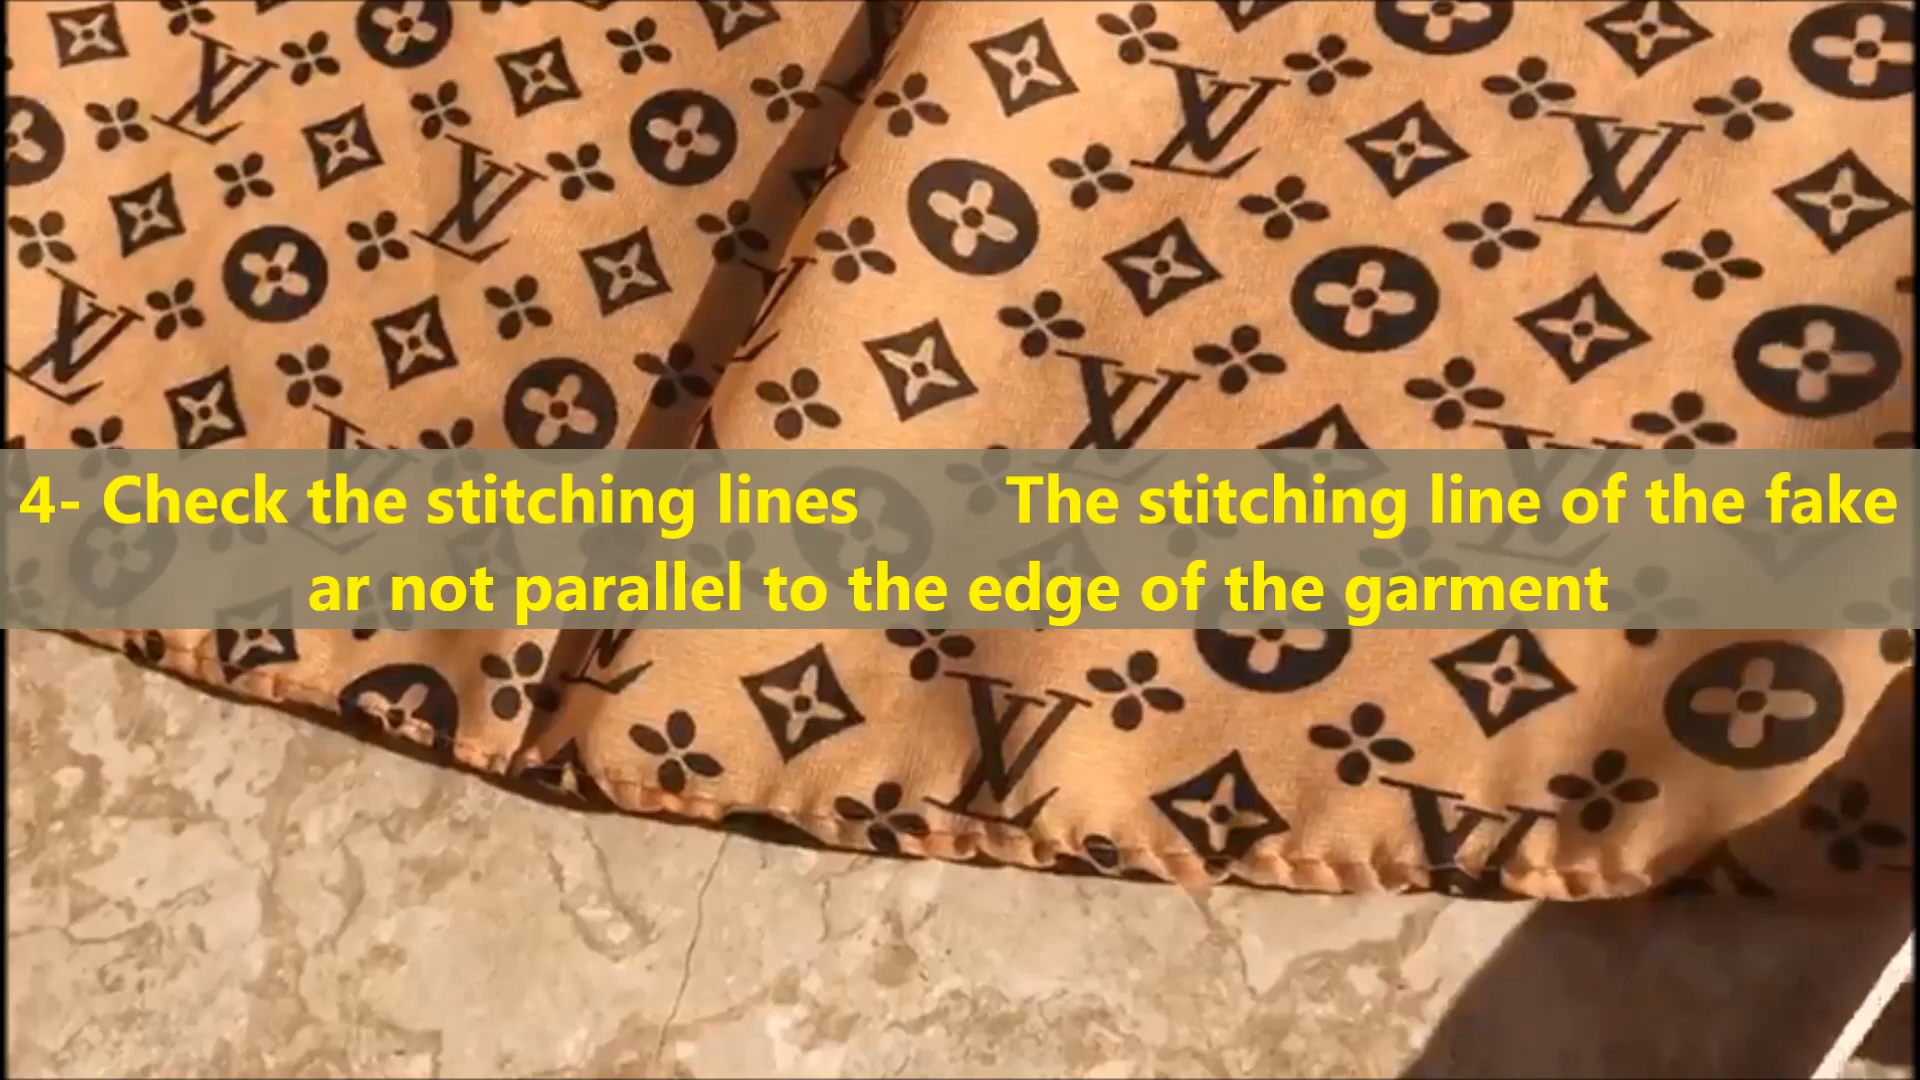 4- Check the stitching lines The stitching line of the fake
ar not parallel to the edge of the garment